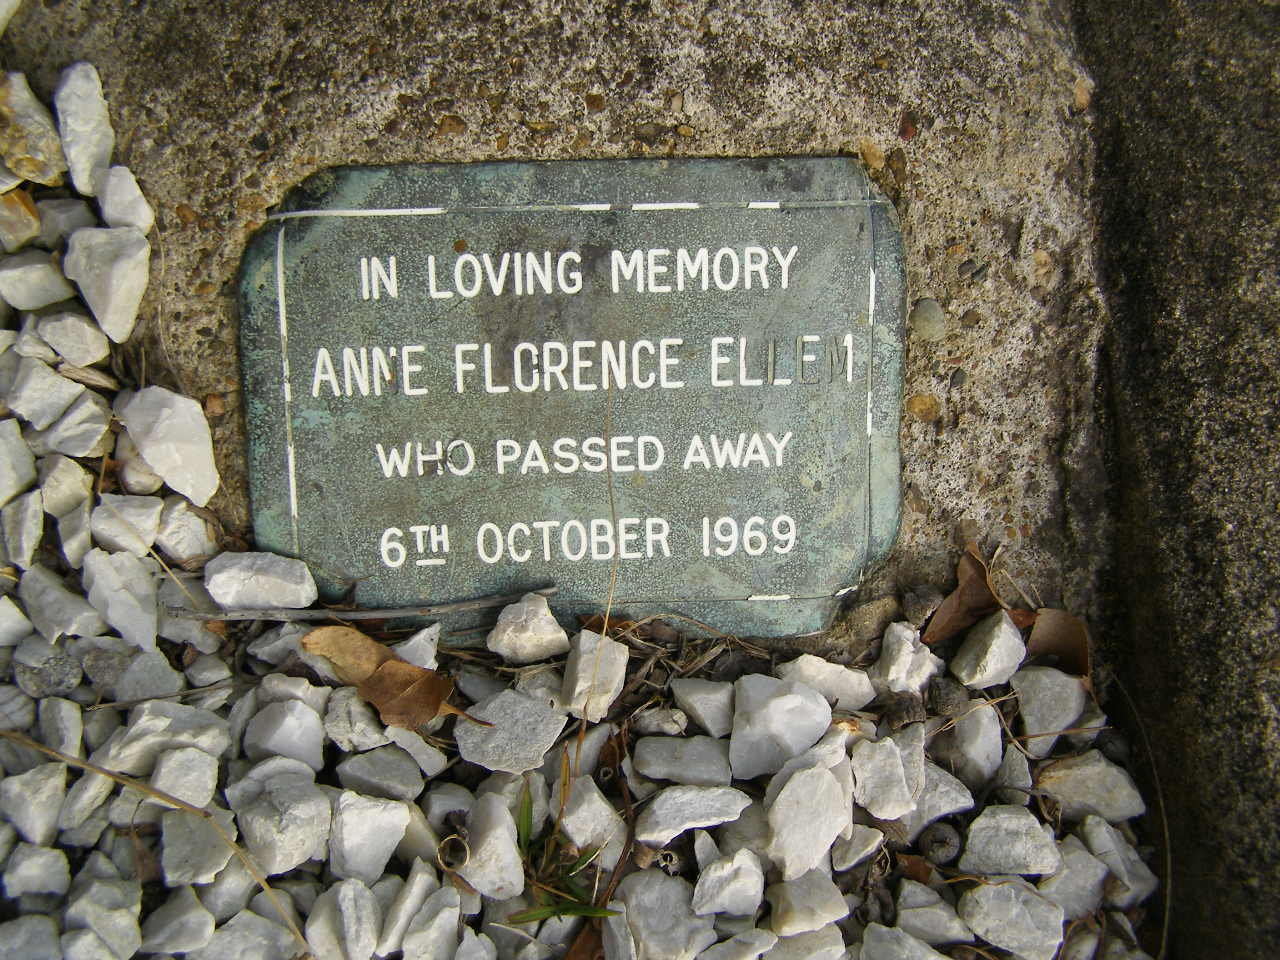 IN LOVING MEMORY
ANNE FLORENCE ELLEM
WHO PASSED AWAY
6TH OCTOBER 1969